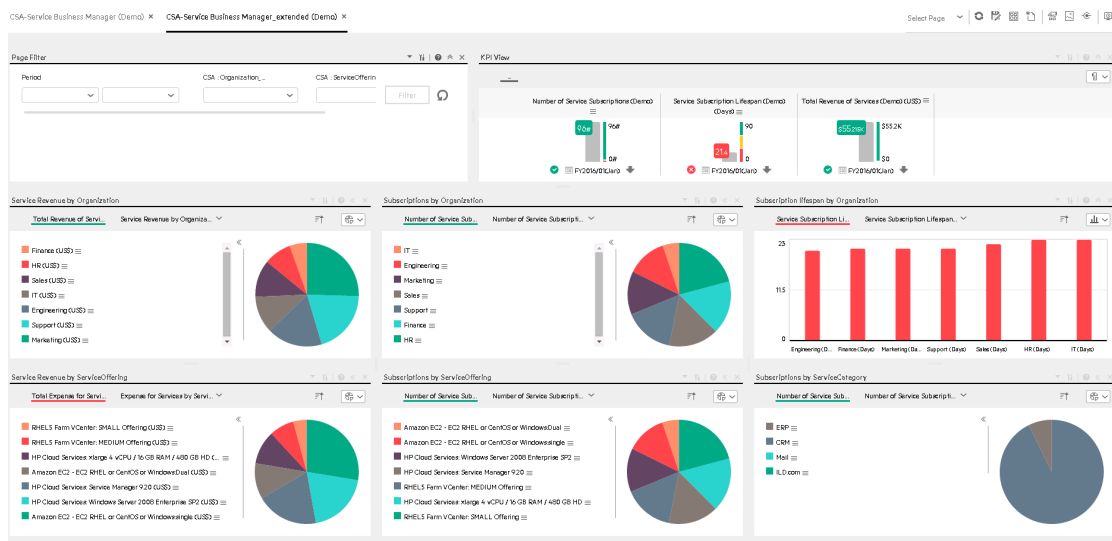 CSA-Service Business Manager (Demo) ×
CSA-Service Business Manager_extended (Demo) ×
Select Page
Page Filter
Period
CSA : Organization_...
CSA : ServiceOfferin
Filter
KPI View
...
Number of Service Subscriptions (Demo)
96#
96#
0#
FY2016/01(Jan)
Service Subscription Lifespan (Demo)
(Days)
90
21.4
0
FY2016/01(Jan)
Total Revenue of Services (Demo) (US$)
$55.218K
$55.2K
$0
FY2016/01(Jan)
Service Revenue by Organization
Total Revenue of Servi...
Service Revenue by Organiza...
Finance (US$)
HR (US$)
Sales (US$)
IT (US$)
Engineering (US$)
Support (US$)
Marketing (US$)
Subscriptions by Organization
Number of Service Sub...
Number of Service Subscripti...
IT
Engineering
Marketing
Sales
Support
Finance
HR
Subscription lifespan by Organization
Service Subscription Li...
Service Subscription Lifespan...
23
11.5
0
Engineering (D...
Finance (Days)
Marketing (Da...
Support (Days)
Sales (Days)
HR (Days)
IT (Days)
Service Revenue by ServiceOffering
Total Expense for Servi...
Expense for Services by Servi...
RHEL5 Farm VCenter: SMALL Offering (US$)
RHEL5 Farm VCenter: MEDIUM Offering (US$)
HP Cloud Services: xlarge 4 vCPU / 16 GB RAM / 480 GB HD (...
Amazon EC2 - EC2 RHEL or CentOS or WindowsDual (US$)
HP Cloud Services: Service Manager 9.20 (US$)
HP Cloud Services: Windows Server 2008 Enterprise SP2 (US$)
Amazon EC2 - EC2 RHEL or CentOS or Windowssingle (US$)
Subscriptions by ServiceOffering
Number of Service Sub...
Number of Service Subscripti...
Amazon EC2 - EC2 RHEL or CentOS or WindowsDual
Amazon EC2 - EC2 RHEL or CentOS or Windowssingle
HP Cloud Services: Windows Server 2008 Enterprise SP2
HP Cloud Services: Service Manager 9.20
RHEL5 Farm VCenter: MEDIUM Offering
HP Cloud Services: xlarge 4 vCPU / 16 GB RAM / 480 GB HD
RHEL5 Farm VCenter: SMALL Offering
Subscriptions by ServiceCategory
Number of Service Sub...
Number of Service Subscripti...
ERP
CRM
Mail
ILD.com